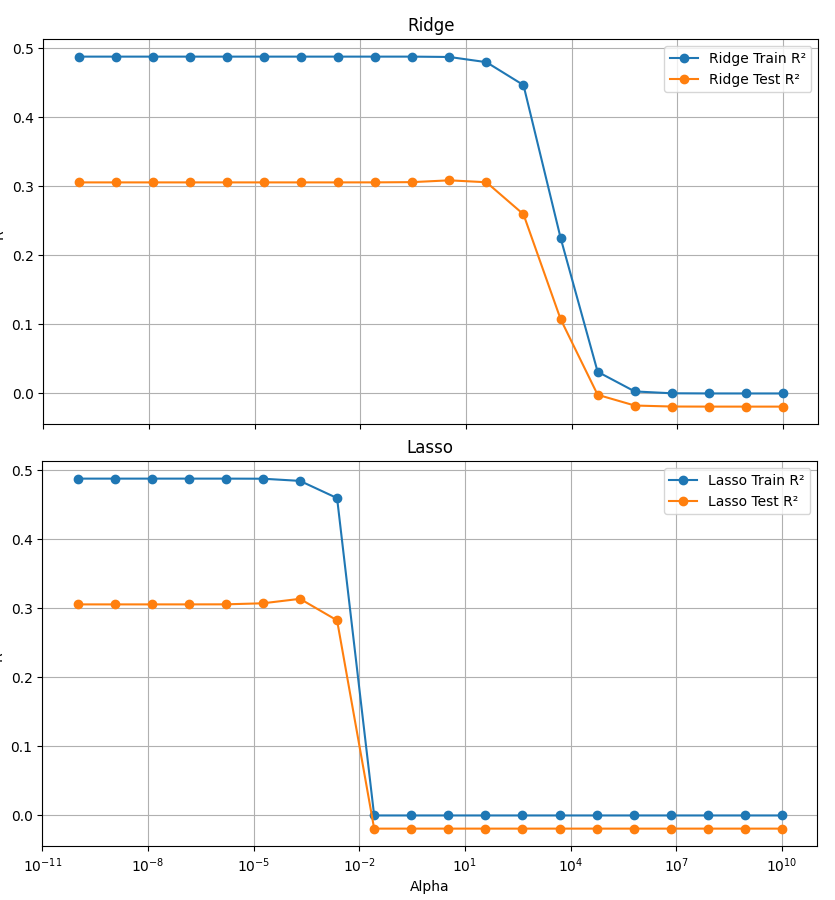 Ridge
0.5
0.4
0.3
0.2
0.1
0.0
Ridge Train R²
Ridge Test R²
Lasso
0.5
0.4
0.3
0.2
0.1
0.0
Lasso Train R²
Lasso Test R²
10⁻¹¹ 10⁻⁸ 10⁻⁵ 10⁻² 10¹ 10⁴ 10⁷ 10¹⁰
Alpha